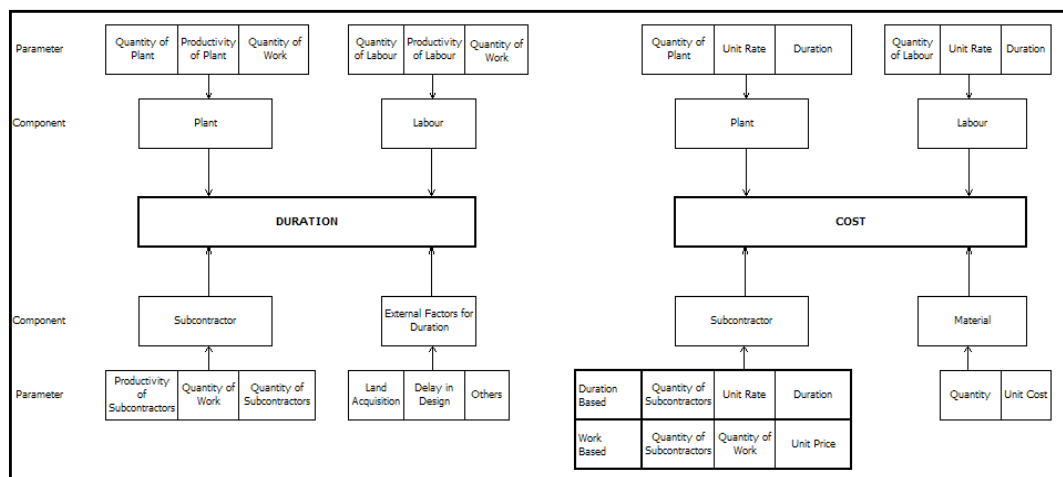 Parameter
Quantity of
Plant
Productivity
of Plant
Quantity of
Work
Quantity
of Labour
Productivity
of Labour
Quantity of
Work
Quantity of
Plant
Unit Rate
Duration
Quantity
of Labour
Unit Rate
Duration
Component
Plant
Labour
Plant
Labour
DURATION
COST
Component
Subcontractor
External Factors for
Duration
Subcontractor
Material
Parameter
Productivity
of
Subcontractors
Quantity of
Work
Quantity of
Subcontractors
Land
Acquisition
Delay in
Design
Others
Duration
Based
Quantity of
Subcontractors
Unit Rate
Duration
Quantity
Unit Cost
Work
Based
Quantity of
Subcontractors
Quantity of
Work
Unit Price